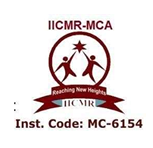 IICMR-MCA
Reaching New Heights
IICMR
Inst. Code: MC-6154